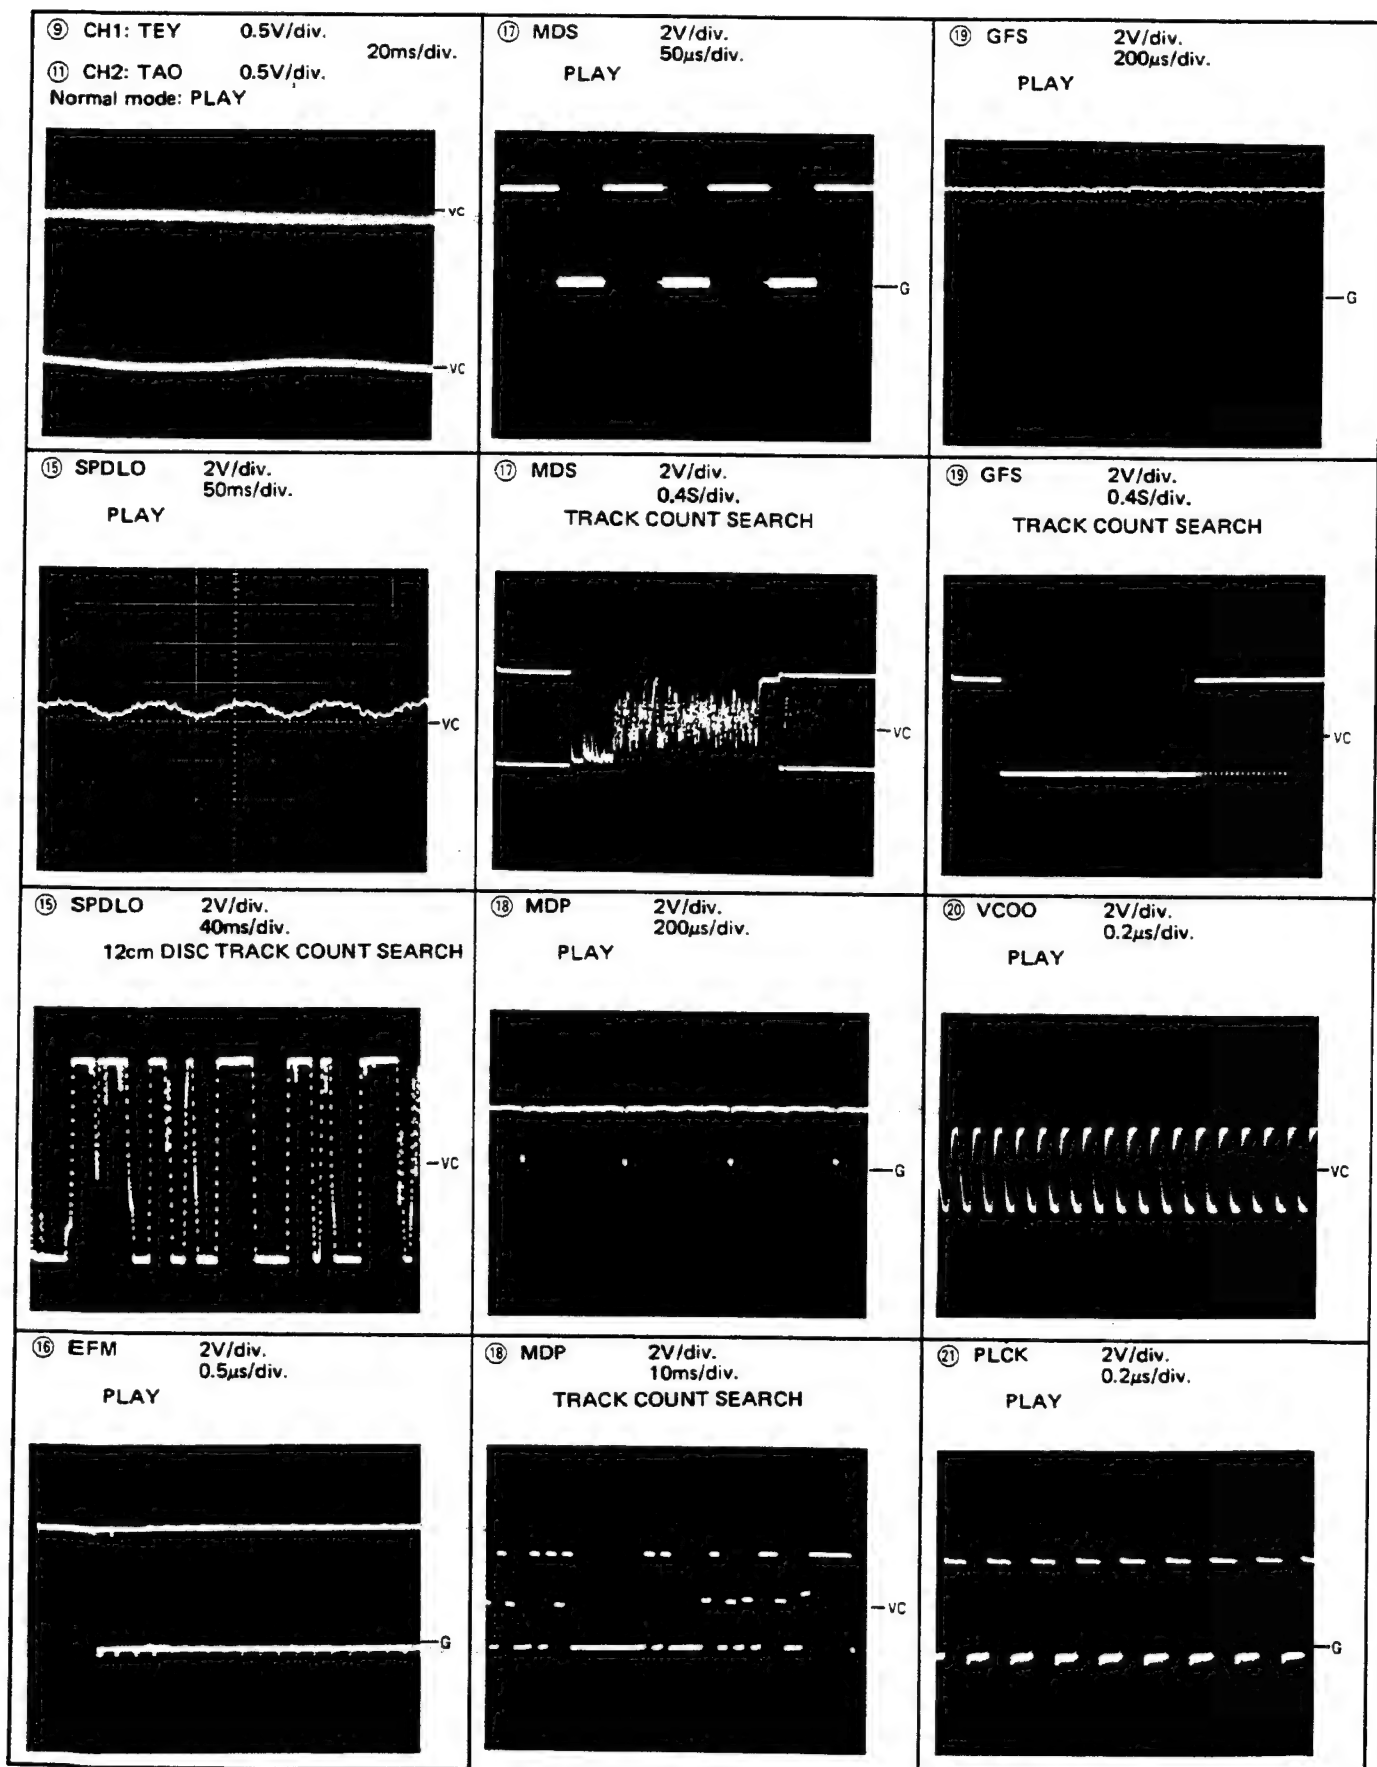 ⑨ CH1: TEY 0.5V/div.
20ms/div.
⑪ CH2: TAO 0.5V/div.
Normal mode: PLAY
VC
VC
⑰ MDS 2V/div.
50μs/div.
PLAY
G
⑲ GFS 2V/div.
200μs/div.
PLAY
G
⑮ SPDLO 2V/div.
50ms/div.
PLAY
VC
⑰ MDS 2V/div.
0.4S/div.
TRACK COUNT SEARCH
VC
⑲ GFS 2V/div.
0.4S/div.
TRACK COUNT SEARCH
VC
⑮ SPDLO 2V/div.
40ms/div.
12cm DISC TRACK COUNT SEARCH
VC
⑱ MDP 2V/div.
200μs/div.
PLAY
G
⑳ VCOO 2V/div.
0.2μs/div.
PLAY
VC
⑯ EFM 2V/div.
0.5μs/div.
PLAY
G
⑱ MDP 2V/div.
10ms/div.
TRACK COUNT SEARCH
VC
㉑ PLCK 2V/div.
0.2μs/div.
PLAY
G